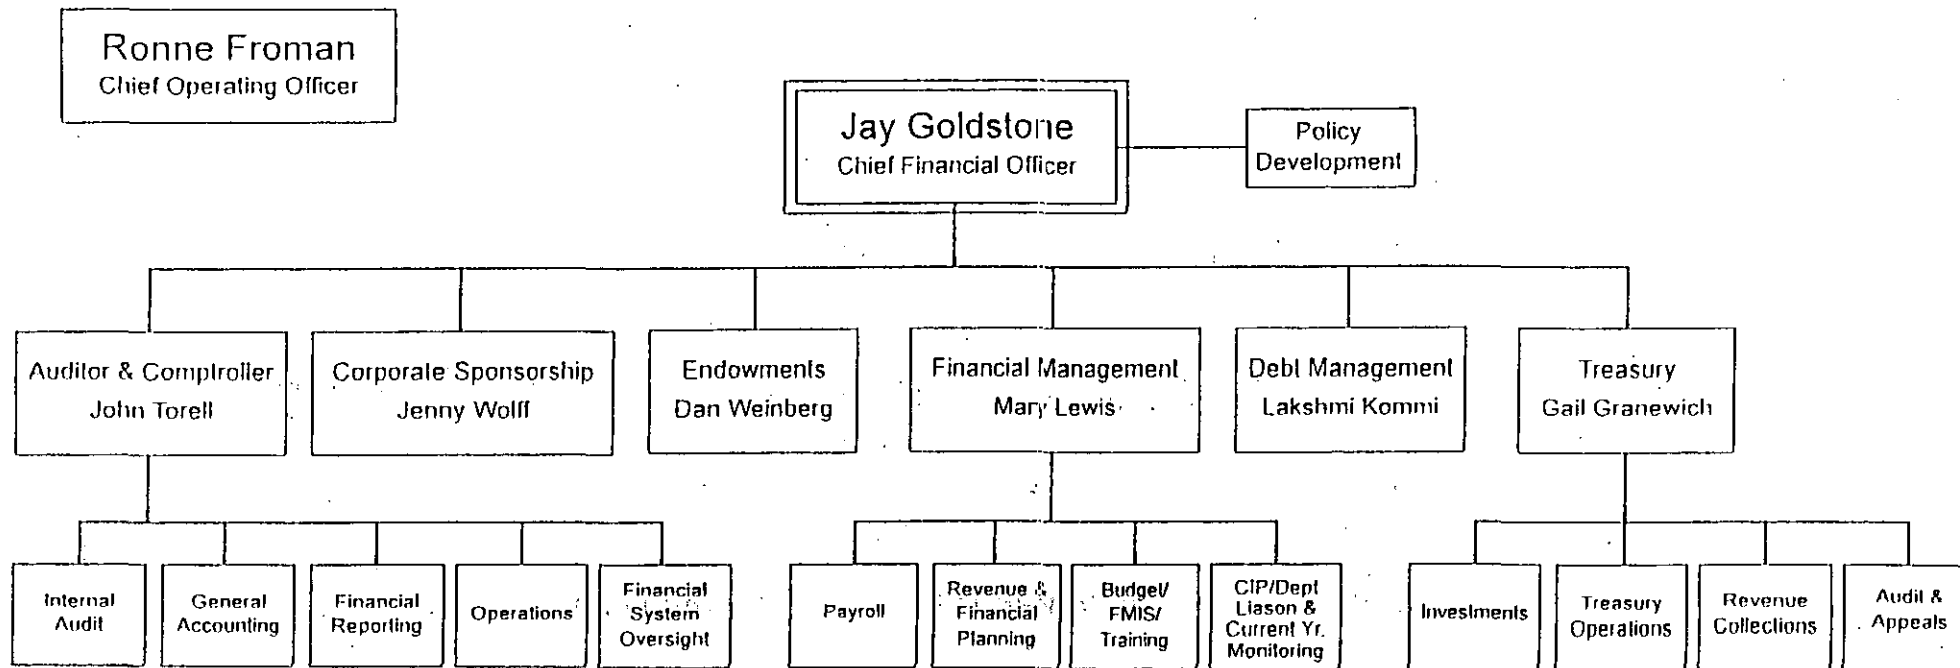 Ronne Froman
Chief Operating Officer
Jay Goldstone
Chief Financial Officer
Policy
Development
Auditor & Comptroller
John Torell
Corporate Sponsorship
Jenny Wolff
Endowments
Dan Weinberg
Financial Management
Mary Lewis
Debt Management
Lakshmi Kommi
Treasury
Gail Granewich
Internal
Audit
General
Accounting
Financial
Reporting
Operations
Financial
System
Oversight
Payroll
Revenue &
Financial
Planning
Budget/
FMIS/
Training
CIP/Dept
Liason &
Current Yr.
Monitoring
Investments
Treasury
Operations
Revenue
Collections
Audit &
Appeals